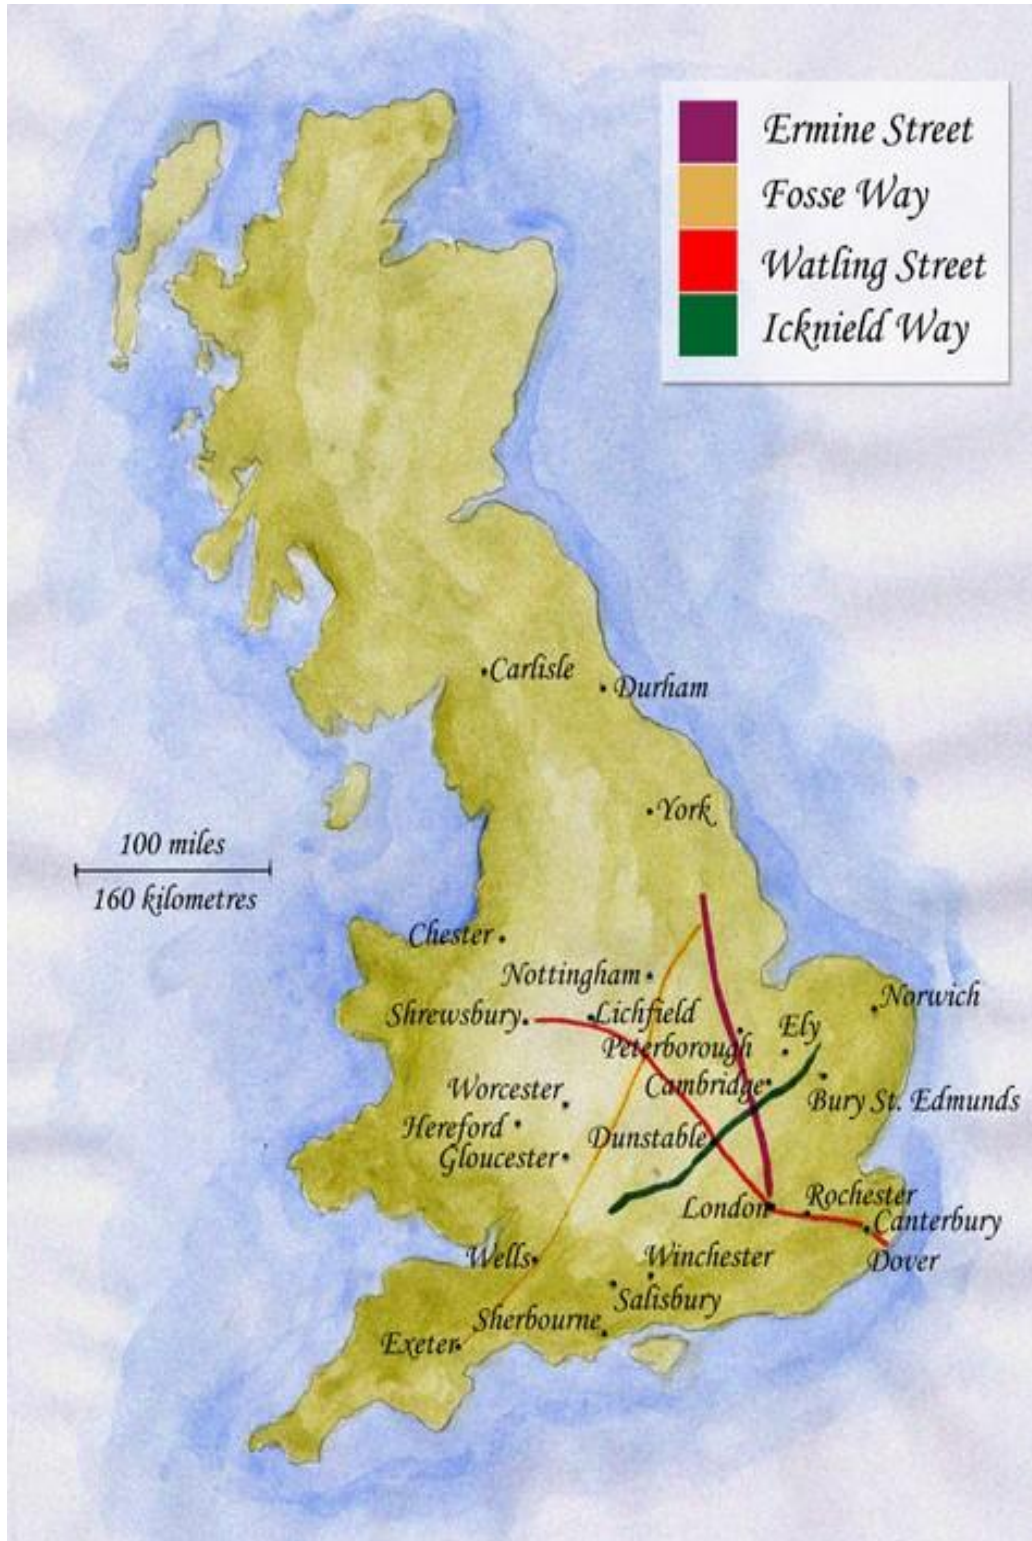 Ermine Street
Fosse Way
Watling Street
Icknield Way
Carlisle
Durham
York
100 miles
160 kilometres
Chester
Nottingham
Norwich
Shrewsbury
Lichfield
Ely
Peterborough
Cambridge
Worcester
Bury St. Edmunds
Hereford
Dunstable
Gloucester
Rochester
London
Canterbury
Wells
Winchester
Dover
Salisbury
Sherbourne
Exeter